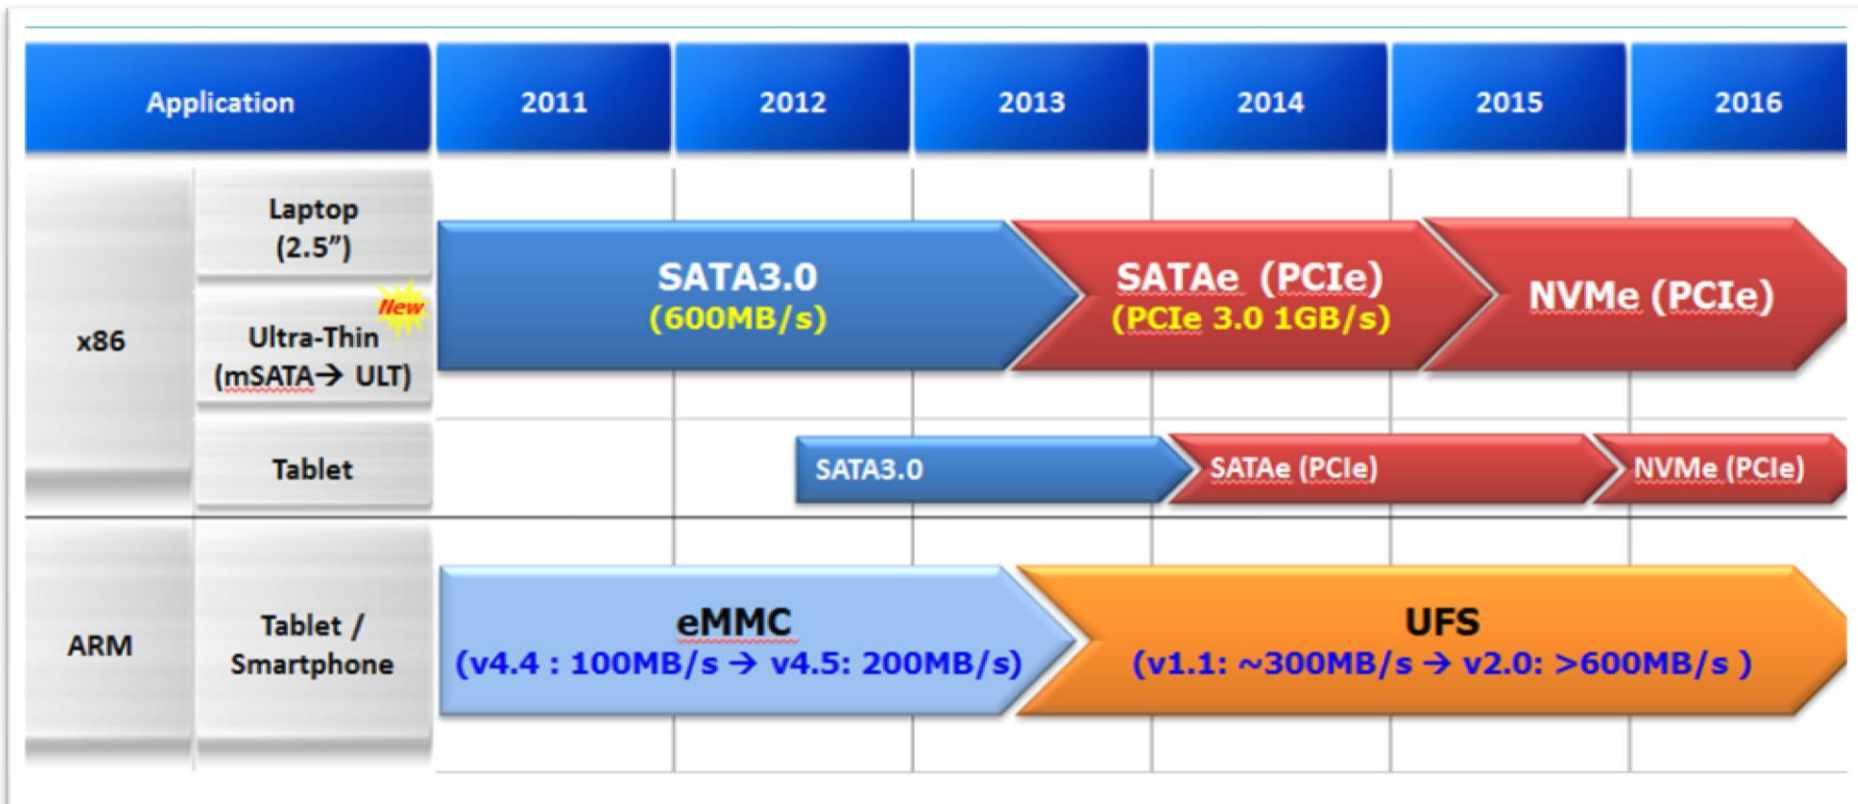 Application
2011
2012
2013
2014
2015
2016
x86
Laptop
(2.5”)
New
Ultra-Thin
(mSATA→ ULT)
SATA3.0
(600MB/s)
SATAe (PCIe)
(PCIe 3.0 1GB/s)
NVMe (PCIe)
Tablet
SATA3.0
SATAe (PCIe)
NVMe (PCIe)
ARM
Tablet /
Smartphone
eMMC
(v4.4 : 100MB/s → v4.5: 200MB/s)
UFS
(v1.1: ~300MB/s → v2.0: >600MB/s )